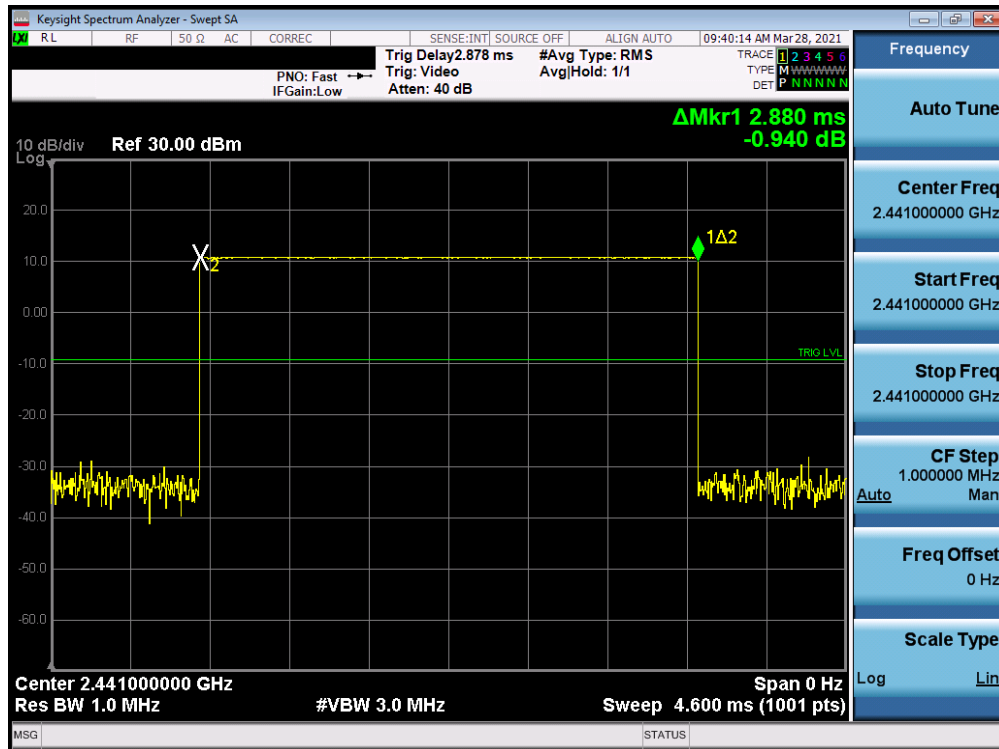 Keysight Spectrum Analyzer - Swept SA
LXI RL RF 50 Ω AC CORREC SENSE:INT SOURCE OFF ALIGN AUTO 09:40:14 AM Mar 28, 2021
Trig Delay2.878 ms #Avg Type: RMS TRACE 1 2 3 4 5 6
PNO: Fast Trig: Video Avg|Hold: 1/1 TYPE M WWWWW
IFGain:Low Atten: 40 dB DET P N N N N N
ΔMkr1 2.880 ms
-0.940 dB
10 dB/div Ref 30.00 dBm
Log
20.0
10.0
0.00
-10.0
-20.0
-30.0
-40.0
-50.0
-60.0
X2
1Δ2
TRIG LVL
Center 2.441000000 GHz Span 0 Hz
Res BW 1.0 MHz #VBW 3.0 MHz Sweep 4.600 ms (1001 pts)
MSG STATUS
Frequency
Auto Tune
Center Freq
2.441000000 GHz
Start Freq
2.441000000 GHz
Stop Freq
2.441000000 GHz
CF Step
1.000000 MHz
Auto Man
Freq Offset
0 Hz
Scale Type
Log Lin